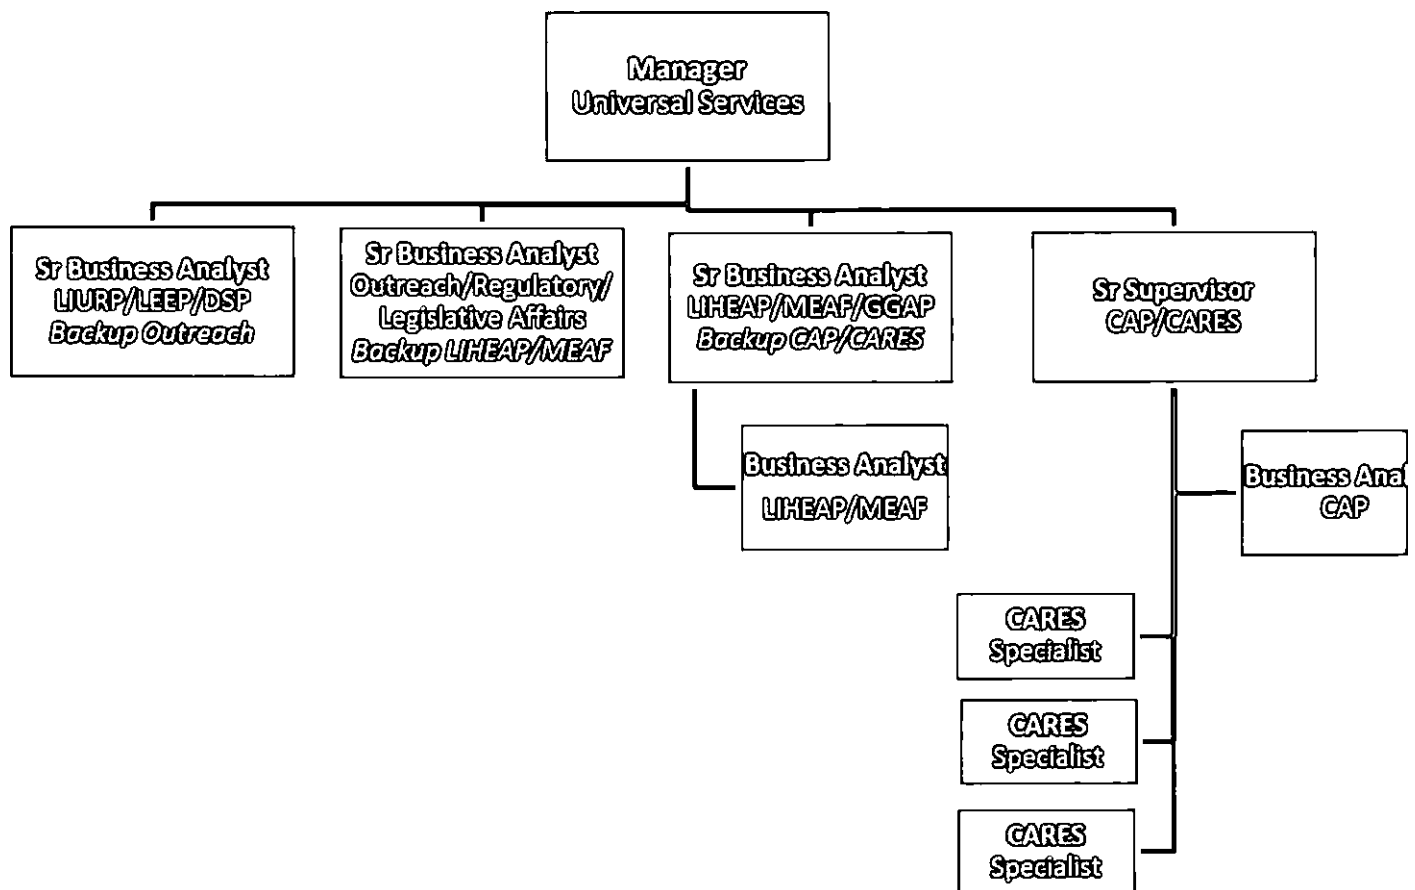 Manager
Universal Services
Sr Business Analyst
LIURP/LEEP/DSP
Backup Outreach
Sr Business Analyst
Outreach/Regulatory/
Legislative Affairs
Backup LIHEAP/MEAF
Sr Business Analyst
LIHEAP/MEAF/GGAP
Backup CAP/CARES
Sr Supervisor
CAP/CARES
Business Analyst
LIHEAP/MEAF
Business Anal
CAP
CARES
Specialist
CARES
Specialist
CARES
Specialist